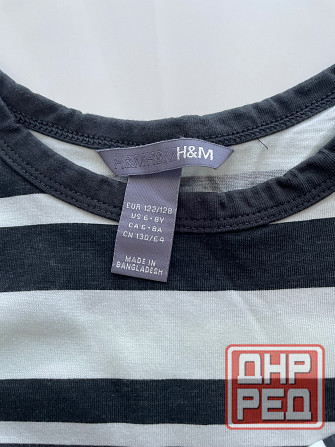 H&M H&M H&M
EUR 122/128
US 6-8Y
CA 6-8A
CN 130/64
MADE IN
BANGLADESH
ДНР
РЕД